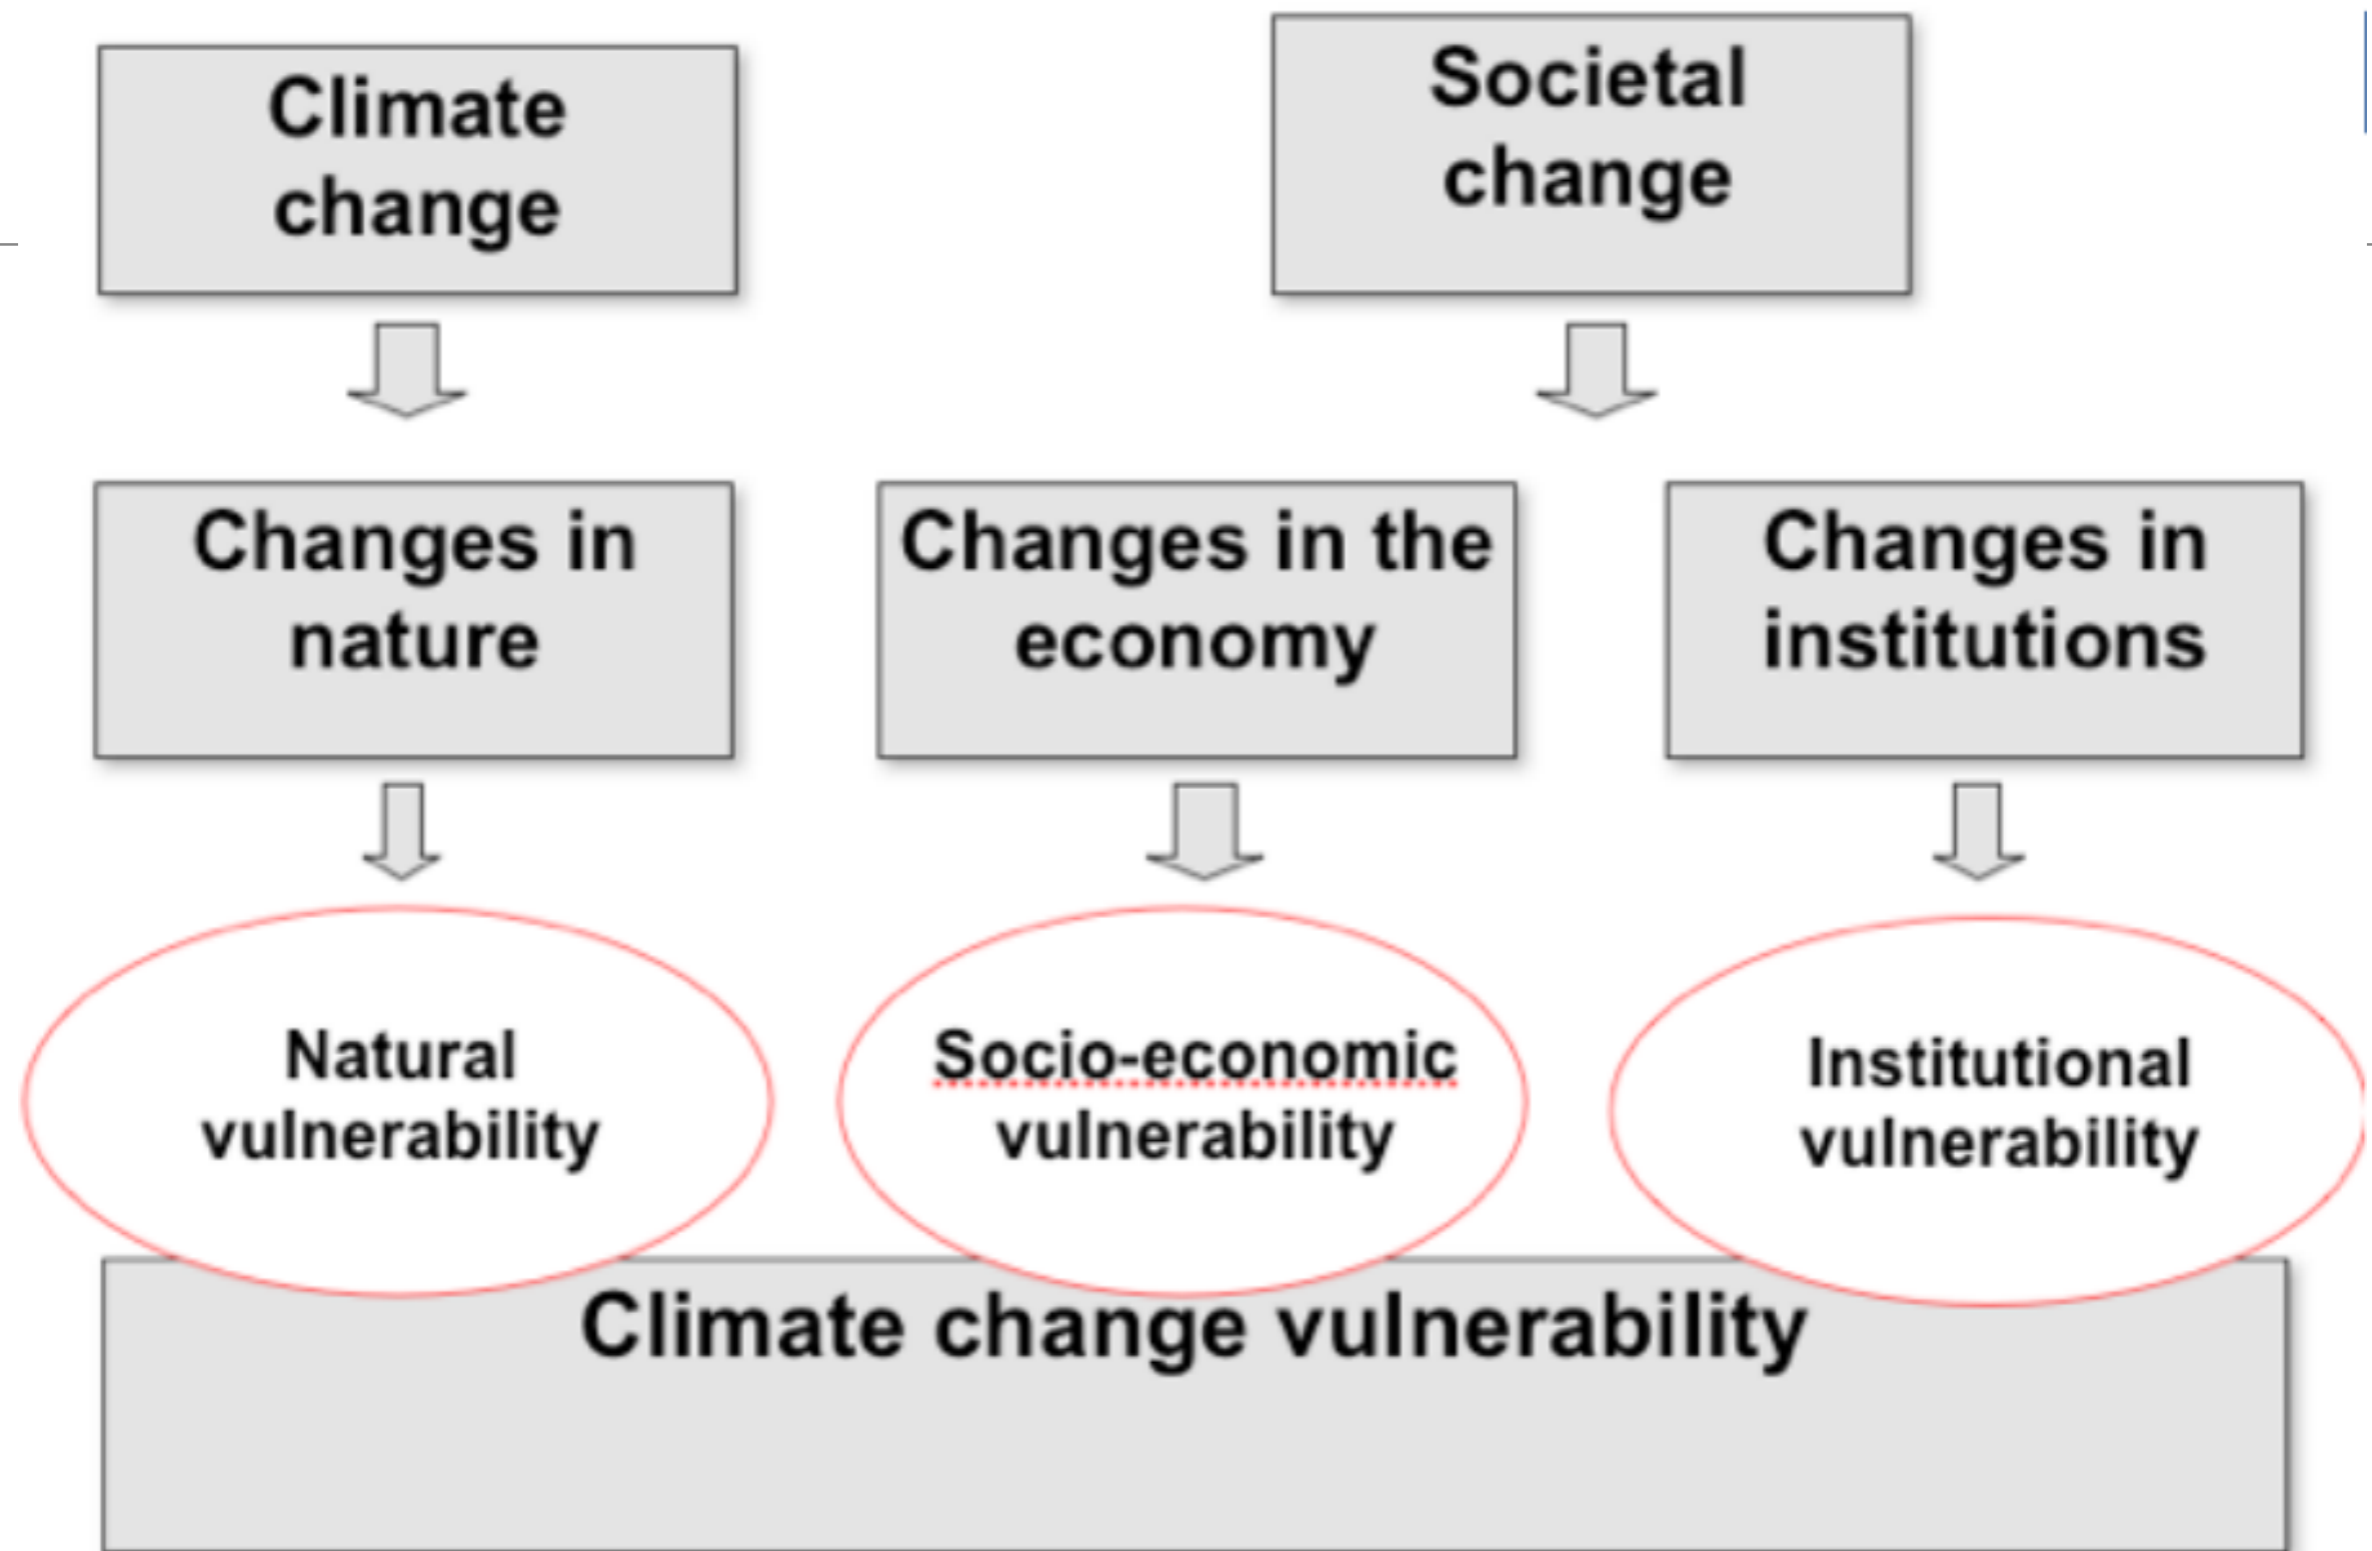 Climate
change
Societal
change
Changes in
nature
Changes in the
economy
Changes in
institutions
Natural
vulnerability
Socio-economic
vulnerability
Institutional
vulnerability
Climate change vulnerability